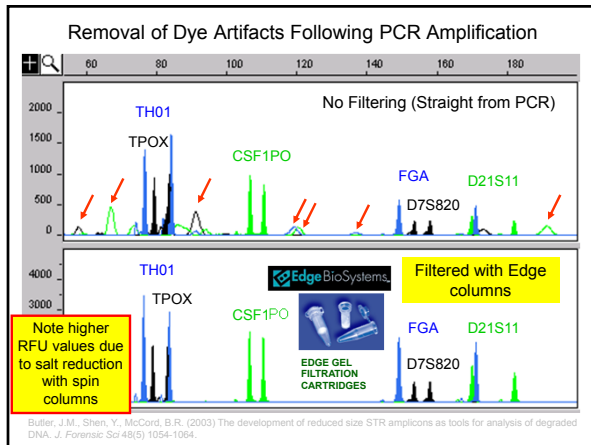 Removal of Dye Artifacts Following PCR Amplification
60 80 100 120 140 160 180
TH01
No Filtering (Straight from PCR)
2000
TPOX
1500
CSF1PO
1000
FGA
D21S11
D7S820
500
0
TH01
Edge BioSystems
Filtered with Edge
columns
4000
TPOX
3000
CSF1PO
FGA
D21S11
D7S820
EDGE GEL
FILTRATION
CARTRIDGES
Note higher
RFU values due
to salt reduction
with spin
columns
Butler, J.M., Shen, Y., McCord, B.R. (2003) The development of reduced size STR amplicons as tools for analysis of degraded
DNA. J. Forensic Sci 48(5) 1054-1064.